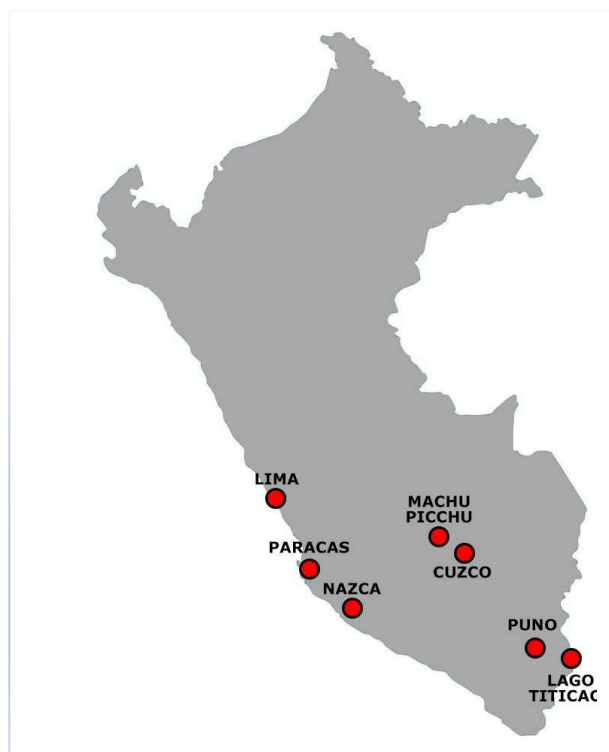 LIMA
MACHU
PICCHU
PARACAS
CUZCO
NAZCA
PUNO
LAGO
TITICAC